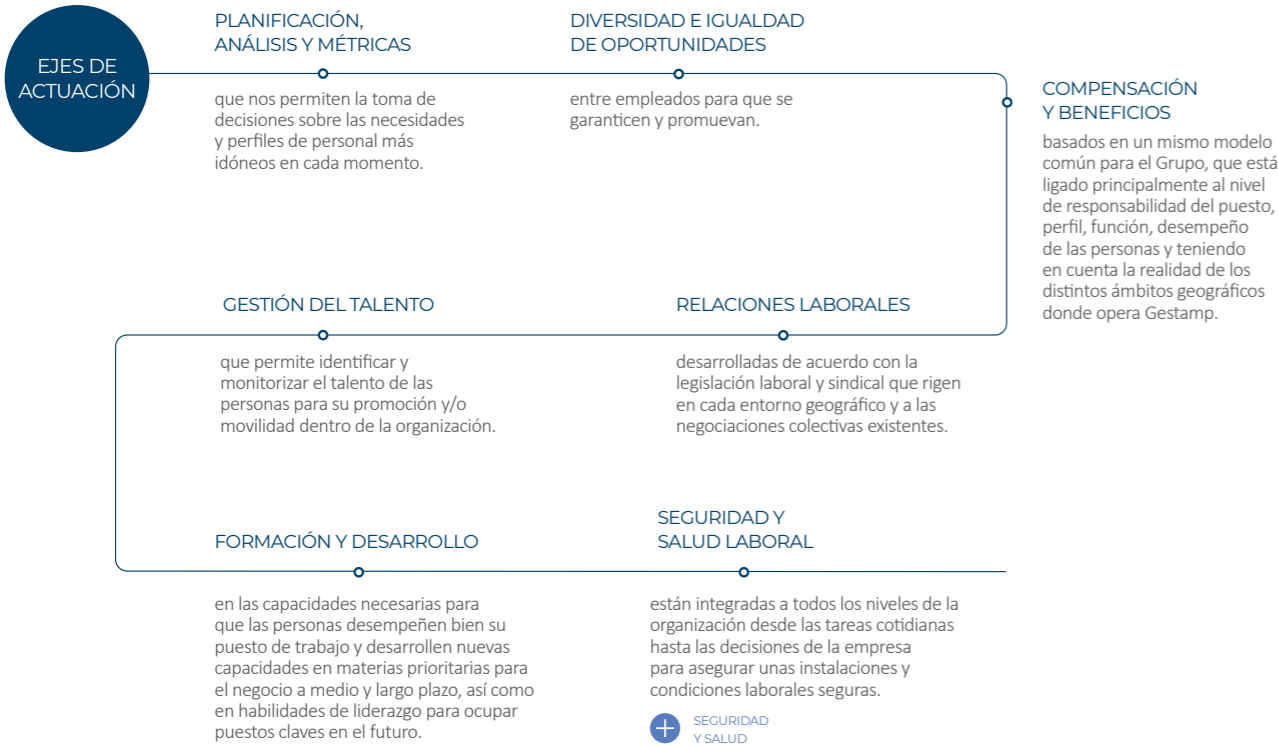 EJES DE
ACTUACIÓN
PLANIFICACIÓN,
ANÁLISIS Y MÉTRICAS
que nos permiten la toma de
decisiones sobre las necesidades
y perfiles de personal más
idóneos en cada momento.
DIVERSIDAD E IGUALDAD
DE OPORTUNIDADES
entre empleados para que se
garanticen y promuevan.
COMPENSACIÓN
Y BENEFICIOS
basados en un mismo modelo
común para el Grupo, que está
ligado principalmente al nivel
de responsabilidad del puesto,
perfil, función, desempeño
de las personas y teniendo
en cuenta la realidad de los
distintos ámbitos geográficos
donde opera Gestamp.
RELACIONES LABORALES
desarrolladas de acuerdo con la
legislación laboral y sindical que rigen
en cada entorno geográfico y a las
negociaciones colectivas existentes.
GESTIÓN DEL TALENTO
que permite identificar y
monitorizar el talento de las
personas para su promoción y/o
movilidad dentro de la organización.
FORMACIÓN Y DESARROLLO
en las capacidades necesarias para
que las personas desempeñen bien su
puesto de trabajo y desarrollen nuevas
capacidades en materias prioritarias para
el negocio a medio y largo plazo, así como
en habilidades de liderazgo para ocupar
puestos claves en el futuro.
SEGURIDAD Y
SALUD LABORAL
están integradas a todos los niveles de la
organización desde las tareas cotidianas
hasta las decisiones de la empresa
para asegurar unas instalaciones y
condiciones laborales seguras.
SEGURIDAD
Y SALUD